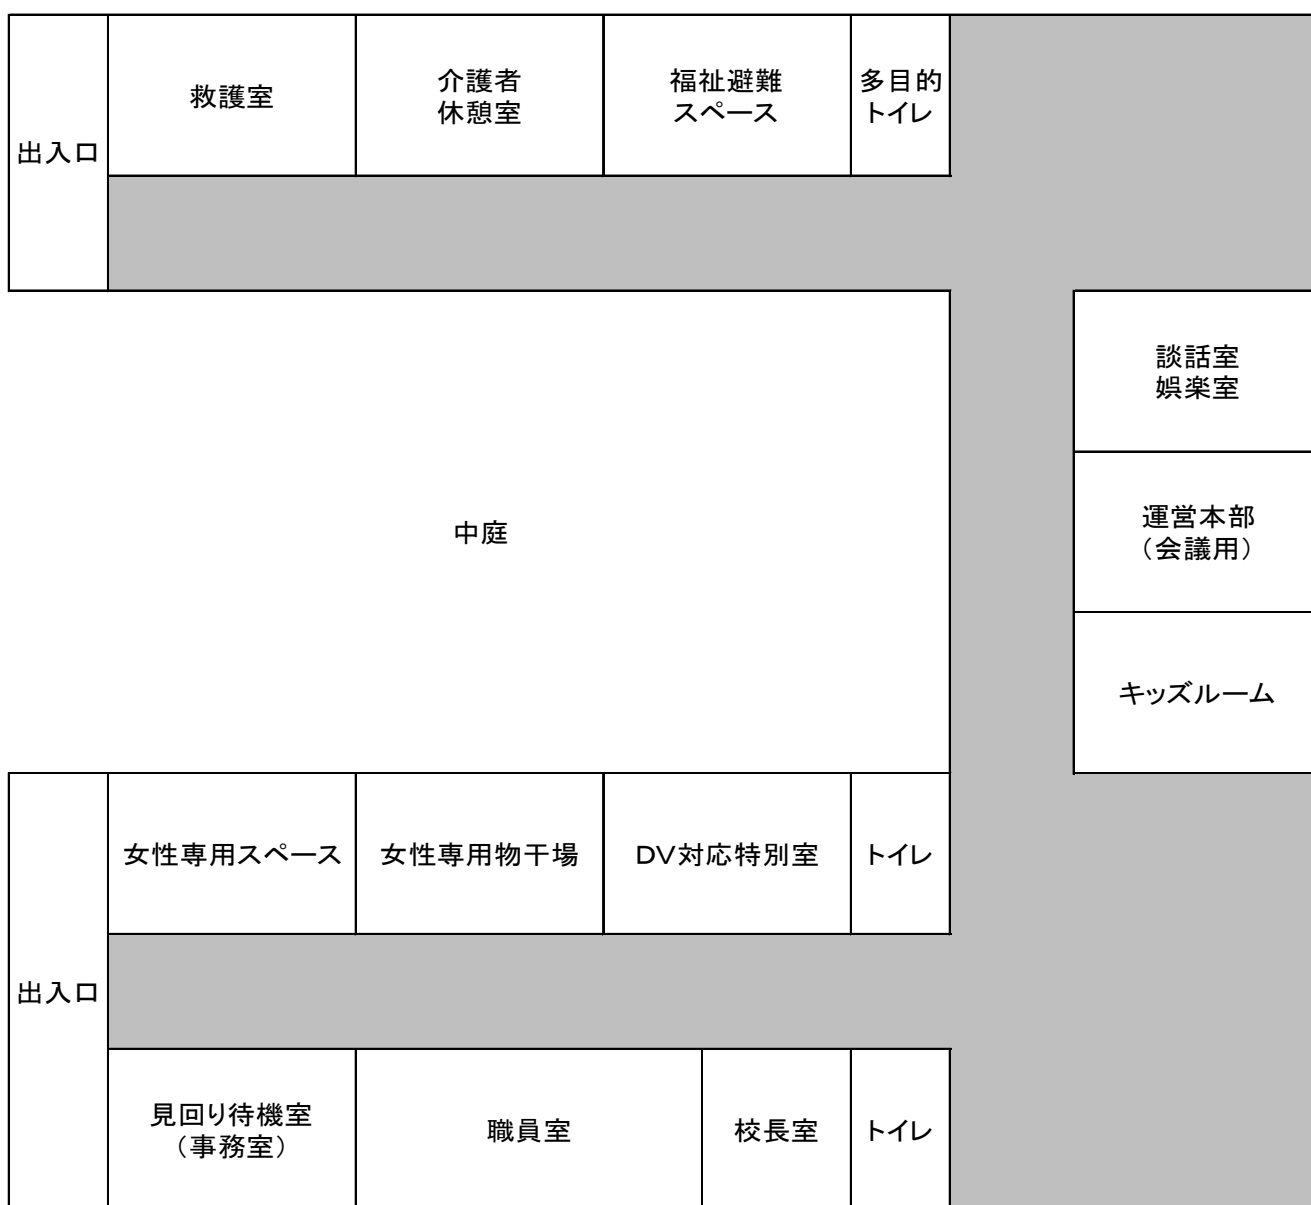 救護室
介護者
休憩室
福祉避難
スペース
多目的
トイレ
出入口
談話室
娯楽室
運営本部
（会議用）
中庭
キッズルーム
女性専用スペース
女性専用物干場
DV対応特別室
トイレ
出入口
見回り待機室
（事務室）
職員室
校長室
トイレ